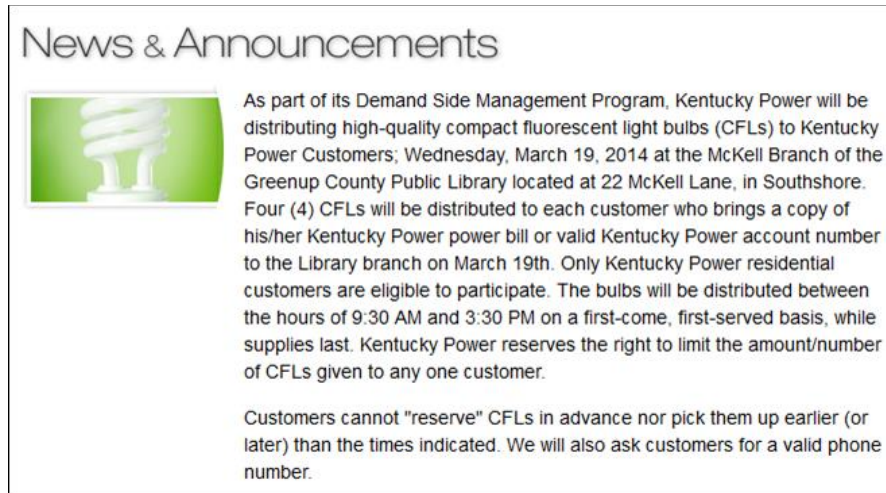 News & Announcements
As part of its Demand Side Management Program, Kentucky Power will be
distributing high-quality compact fluorescent light bulbs (CFLs) to Kentucky
Power Customers; Wednesday, March 19, 2014 at the McKell Branch of the
Greenup County Public Library located at 22 McKell Lane, in Southshore.
Four (4) CFLs will be distributed to each customer who brings a copy of
his/her Kentucky Power power bill or valid Kentucky Power account number
to the Library branch on March 19th. Only Kentucky Power residential
customers are eligible to participate. The bulbs will be distributed between
the hours of 9:30 AM and 3:30 PM on a first-come, first-served basis, while
supplies last. Kentucky Power reserves the right to limit the amount/number
of CFLs given to any one customer.
Customers cannot "reserve" CFLs in advance nor pick them up earlier (or
later) than the times indicated. We will also ask customers for a valid phone
number.